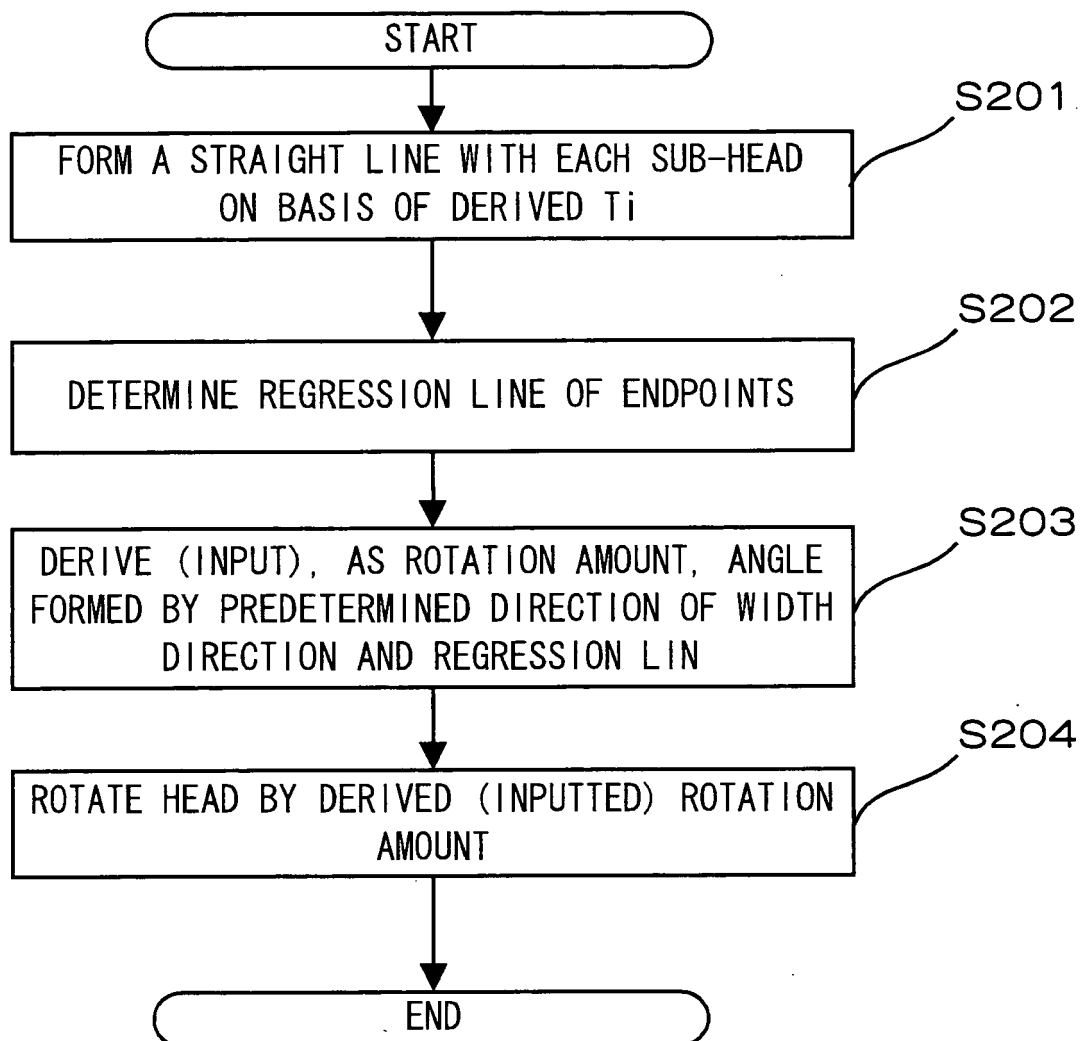 START
S201
FORM A STRAIGHT LINE WITH EACH SUB-HEAD
ON BASIS OF DERIVED Ti
S202
DETERMINE REGRESSION LINE OF ENDPOINTS
S203
DERIVE (INPUT), AS ROTATION AMOUNT, ANGLE
FORMED BY PREDETERMINED DIRECTION OF WIDTH
DIRECTION AND REGRESSION LIN
S204
ROTATE HEAD BY DERIVED (INPUTTED) ROTATION
AMOUNT
END